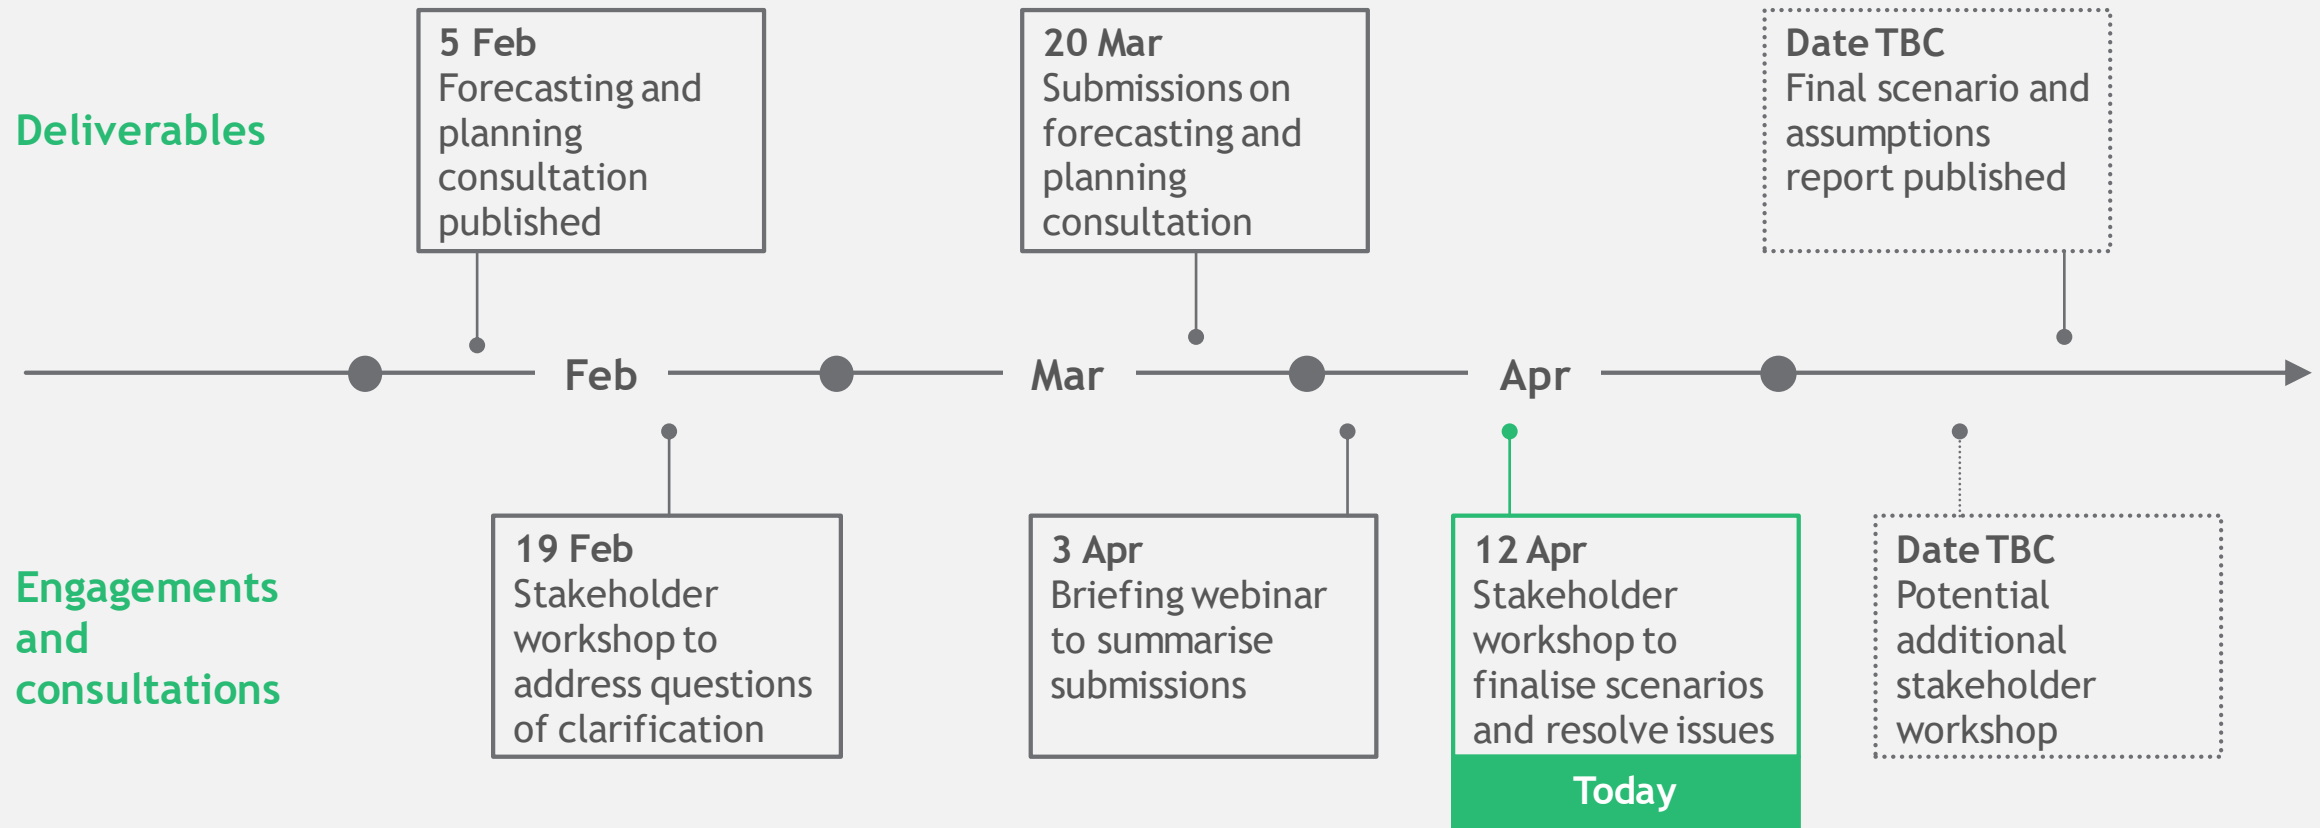 Deliverables
5 Feb
Forecasting and
planning
consultation
published
20 Mar
Submissions on
forecasting and
planning
consultation
Date TBC
Final scenario and
assumptions
report published
Feb
Mar
Apr
Engagements
and
consultations
19 Feb
Stakeholder
workshop to
address questions
of clarification
3 Apr
Briefing webinar
to summarise
submissions
12 Apr
Stakeholder
workshop to
finalise scenarios
and resolve issues
Today
Date TBC
Potential
additional
stakeholder
workshop